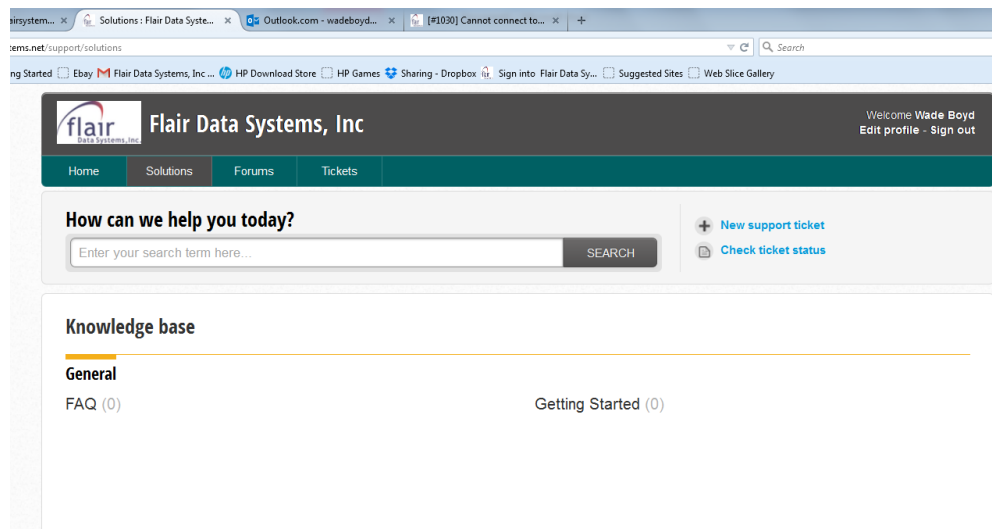 airsystem... × Solutions : Flair Data Syste... × Outlook.com - wadeboyd... × [#1030] Cannot connect to... × +
tems.net/support/solutions Search
ng Started Ebay Flair Data Systems, Inc ... HP Download Store HP Games Sharing - Dropbox Sign into Flair Data Sy... Suggested Sites Web Slice Gallery
flair
Data Systems, Inc.
Flair Data Systems, Inc
Welcome Wade Boyd
Edit profile - Sign out
Home Solutions Forums Tickets
How can we help you today?
Enter your search term here... SEARCH
New support ticket
Check ticket status
Knowledge base
General
FAQ (0) Getting Started (0)